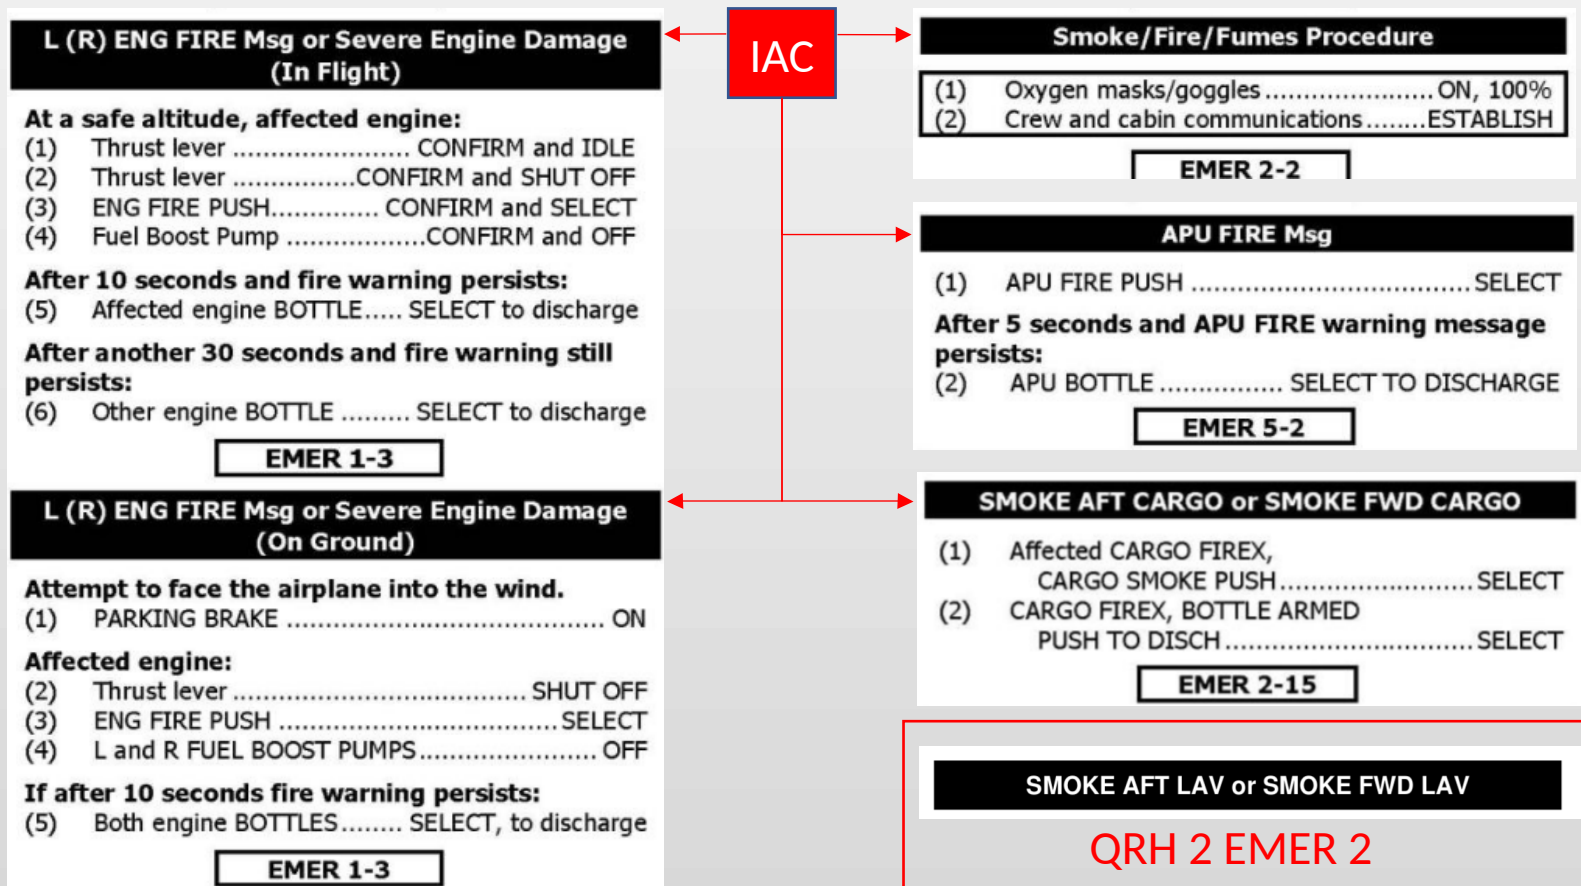 L (R) ENG FIRE Msg or Severe Engine Damage
(In Flight)
At a safe altitude, affected engine:
(1) Thrust lever ...................... CONFIRM and IDLE
(2) Thrust lever ................CONFIRM and SHUT OFF
(3) ENG FIRE PUSH.............. CONFIRM and SELECT
(4) Fuel Boost Pump ..................CONFIRM and OFF
After 10 seconds and fire warning persists:
(5) Affected engine BOTTLE..... SELECT to discharge
After another 30 seconds and fire warning still
persists:
(6) Other engine BOTTLE ......... SELECT to discharge
EMER 1-3
L (R) ENG FIRE Msg or Severe Engine Damage
(On Ground)
Attempt to face the airplane into the wind.
(1) PARKING BRAKE ......................................... ON
Affected engine:
(2) Thrust lever ...................................... SHUT OFF
(3) ENG FIRE PUSH .................................... SELECT
(4) L and R FUEL BOOST PUMPS....................... OFF
If after 10 seconds fire warning persists:
(5) Both engine BOTTLES........ SELECT, to discharge
EMER 1-3
IAC
Smoke/Fire/Fumes Procedure
(1) Oxygen masks/goggles ...................... ON, 100%
(2) Crew and cabin communications ........ESTABLISH
EMER 2-2
APU FIRE Msg
(1) APU FIRE PUSH .................................... SELECT
After 5 seconds and APU FIRE warning message
persists:
(2) APU BOTTLE ................ SELECT TO DISCHARGE
EMER 5-2
SMOKE AFT CARGO or SMOKE FWD CARGO
(1) Affected CARGO FIREX,
CARGO SMOKE PUSH......................... SELECT
(2) CARGO FIREX, BOTTLE ARMED
PUSH TO DISCH ................................ SELECT
EMER 2-15
SMOKE AFT LAV or SMOKE FWD LAV
QRH 2 EMER 2